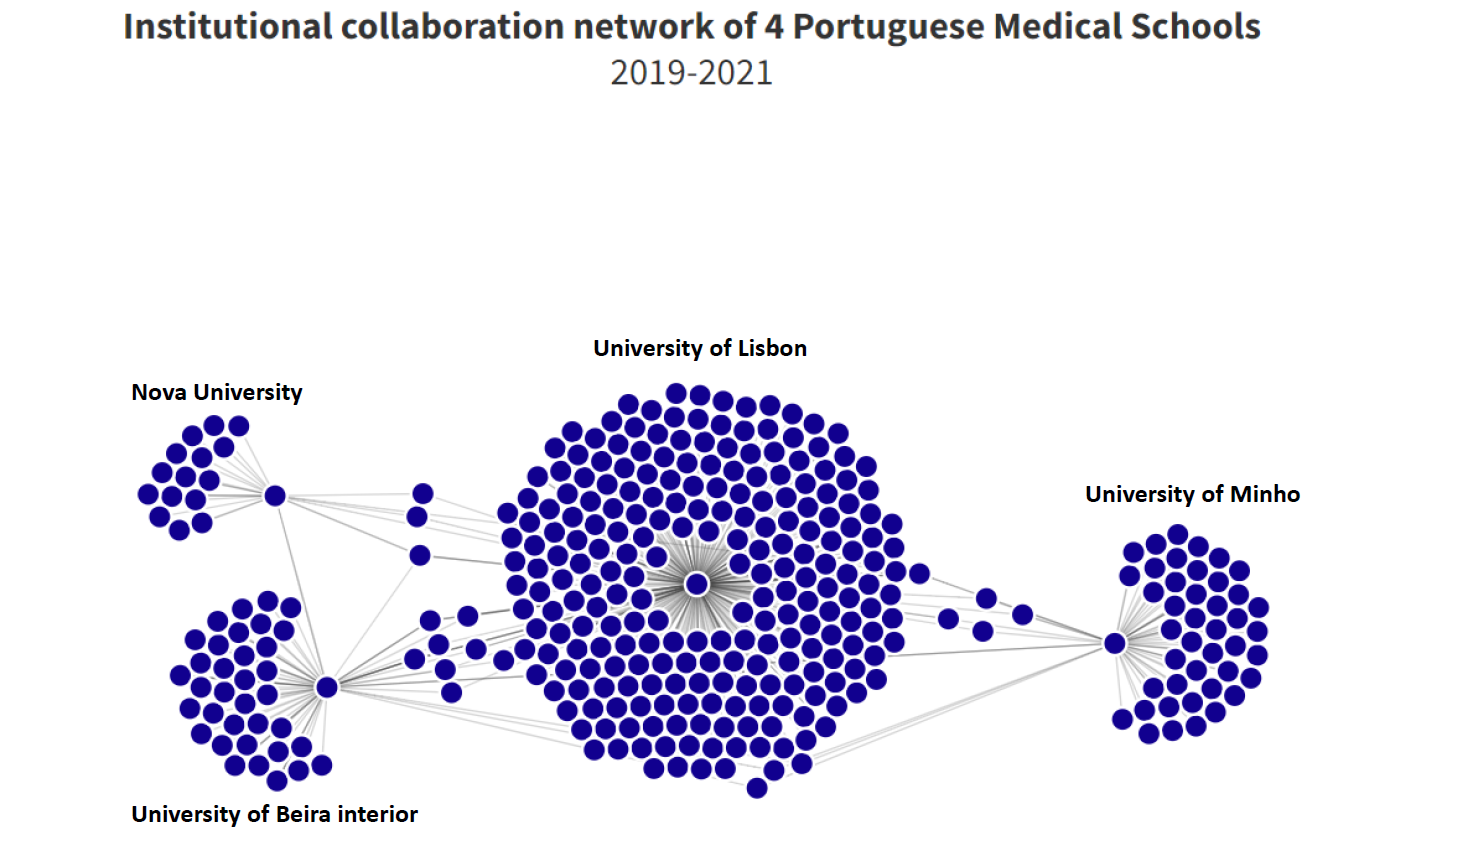 Institutional collaboration network of 4 Portuguese Medical Schools
2019-2021
University of Lisbon
Nova University
University of Minho
University of Beira interior